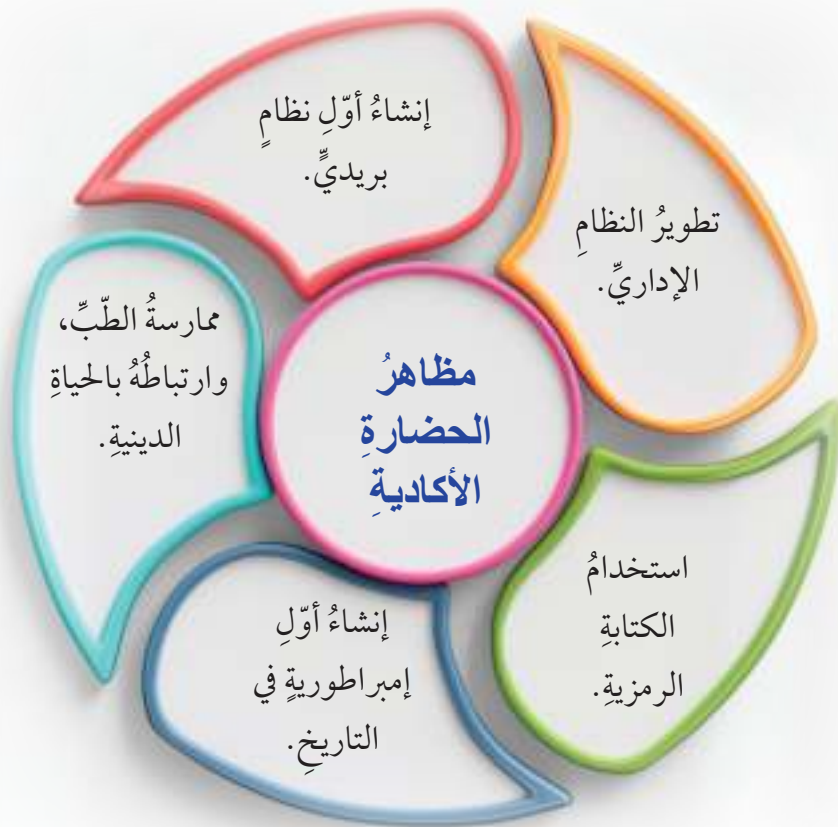 مظاهرُ
الحضارةِ
الأكاديةِ
تطويرُ النظامِ
الإداريِّ.
استخدامُ
الكتابةِ
الرمزيةِ.
إنشاءُ أوّلِ
إمبراطوريةٍ في
التاريخِ.
ممارسةُ الطّبِّ،
وارتباطُهُ بالحياةِ
الدينيةِ.
إنشاءُ أوّلِ نظامٍ
بريديٍّ.